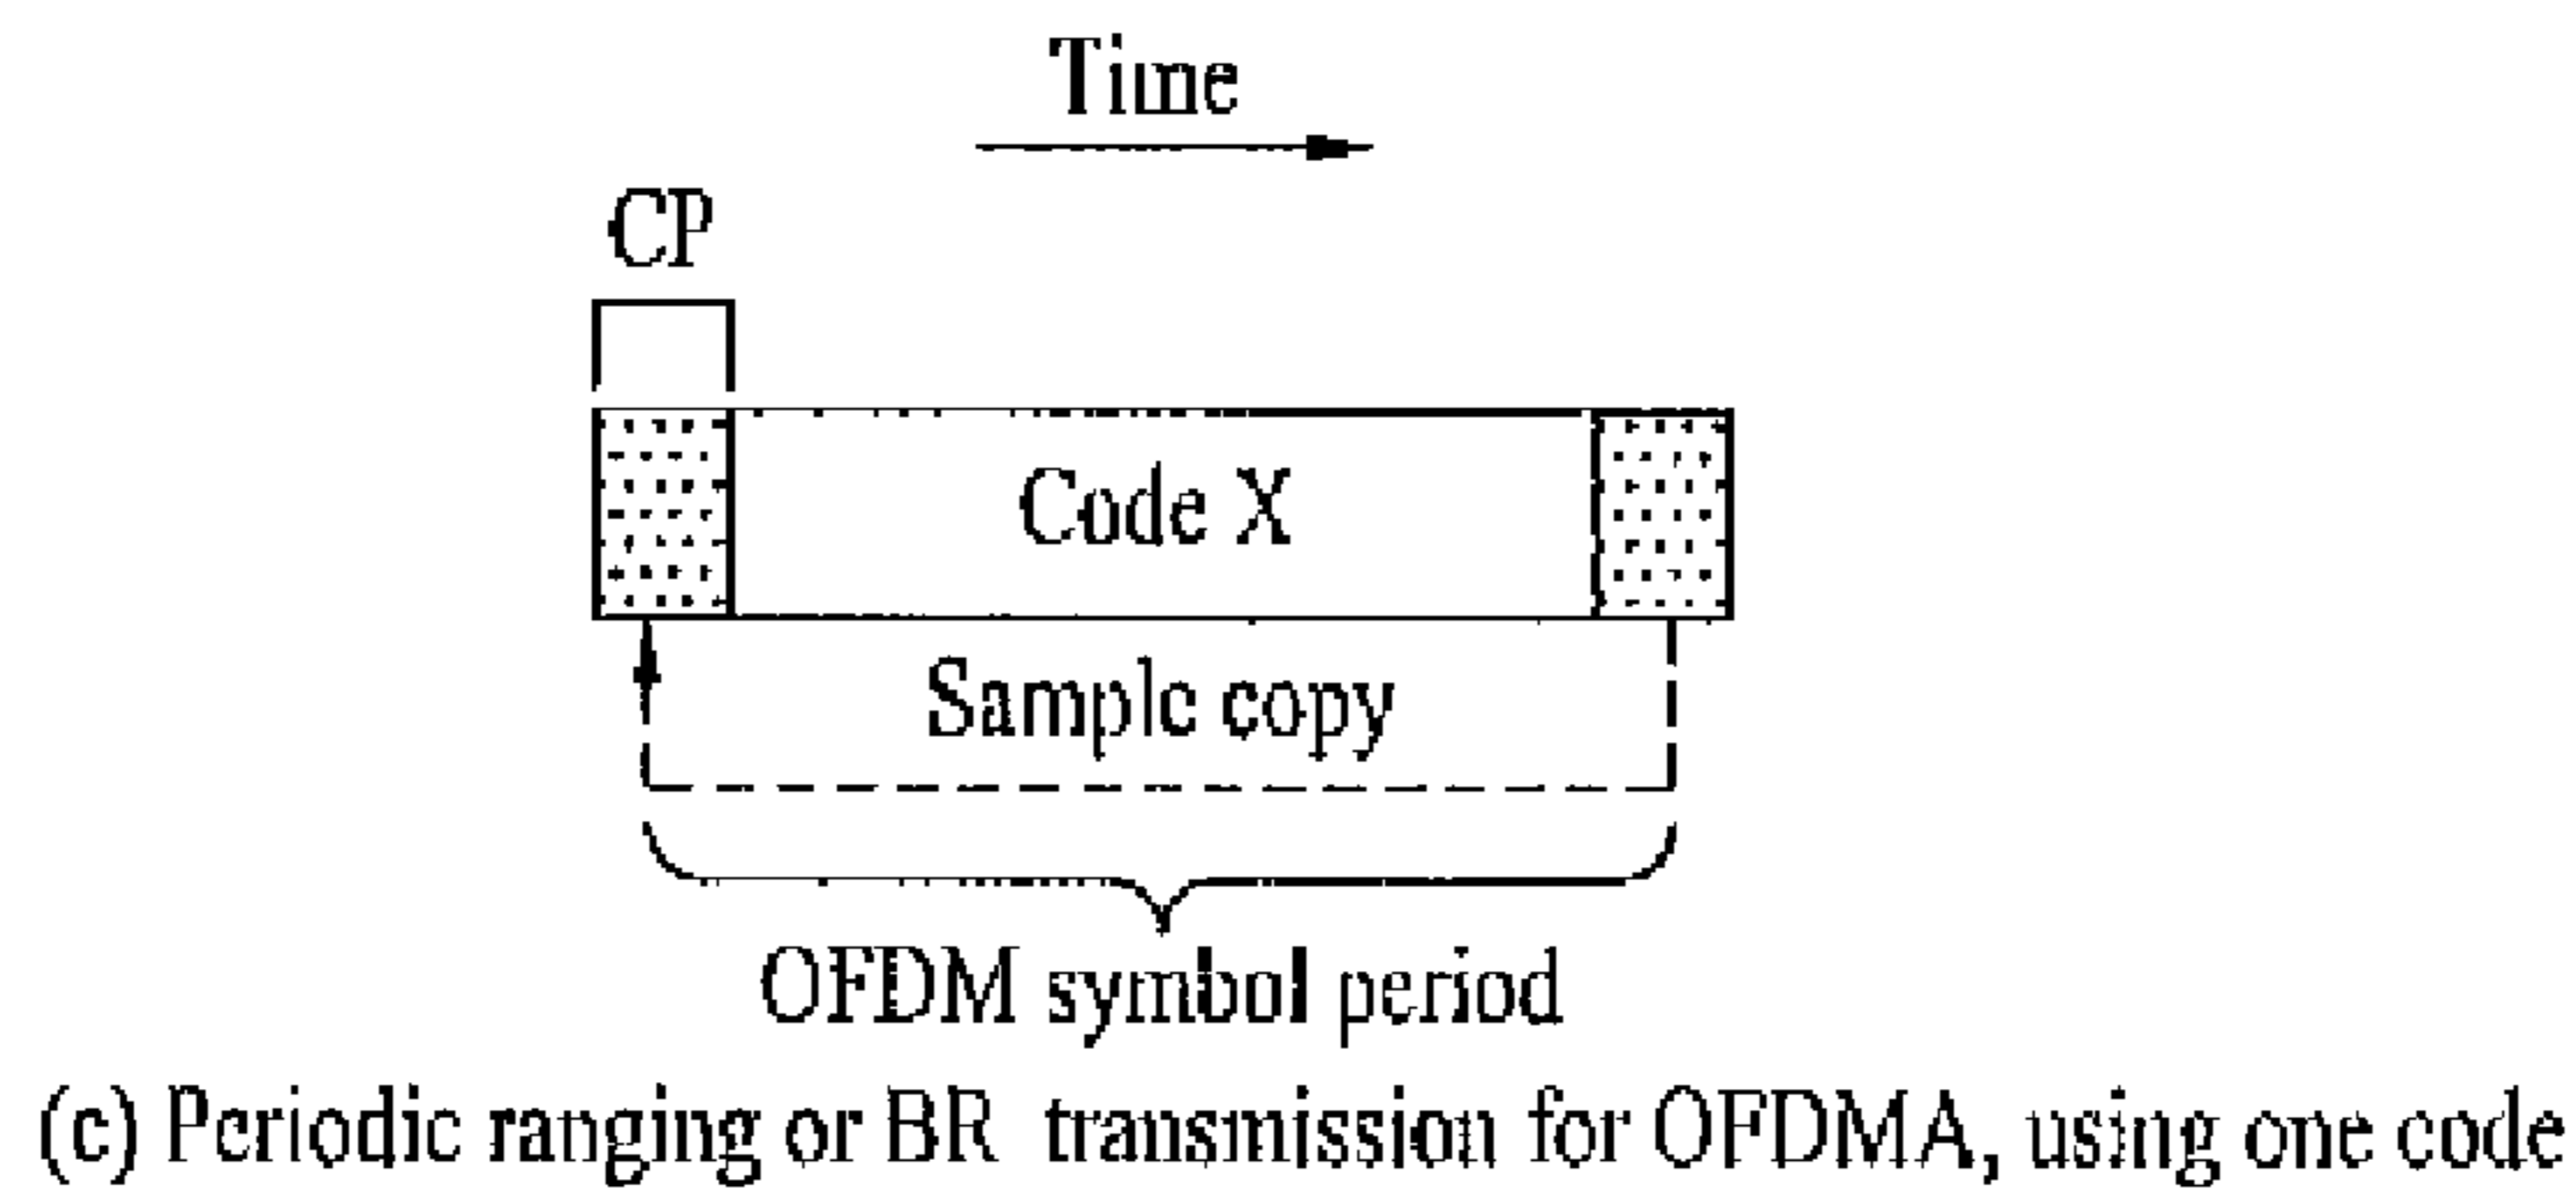 Time
CP
Code X
Sample copy
OFDM symbol period
(c) Periodic ranging or BR transmission for OFDMA, using one code